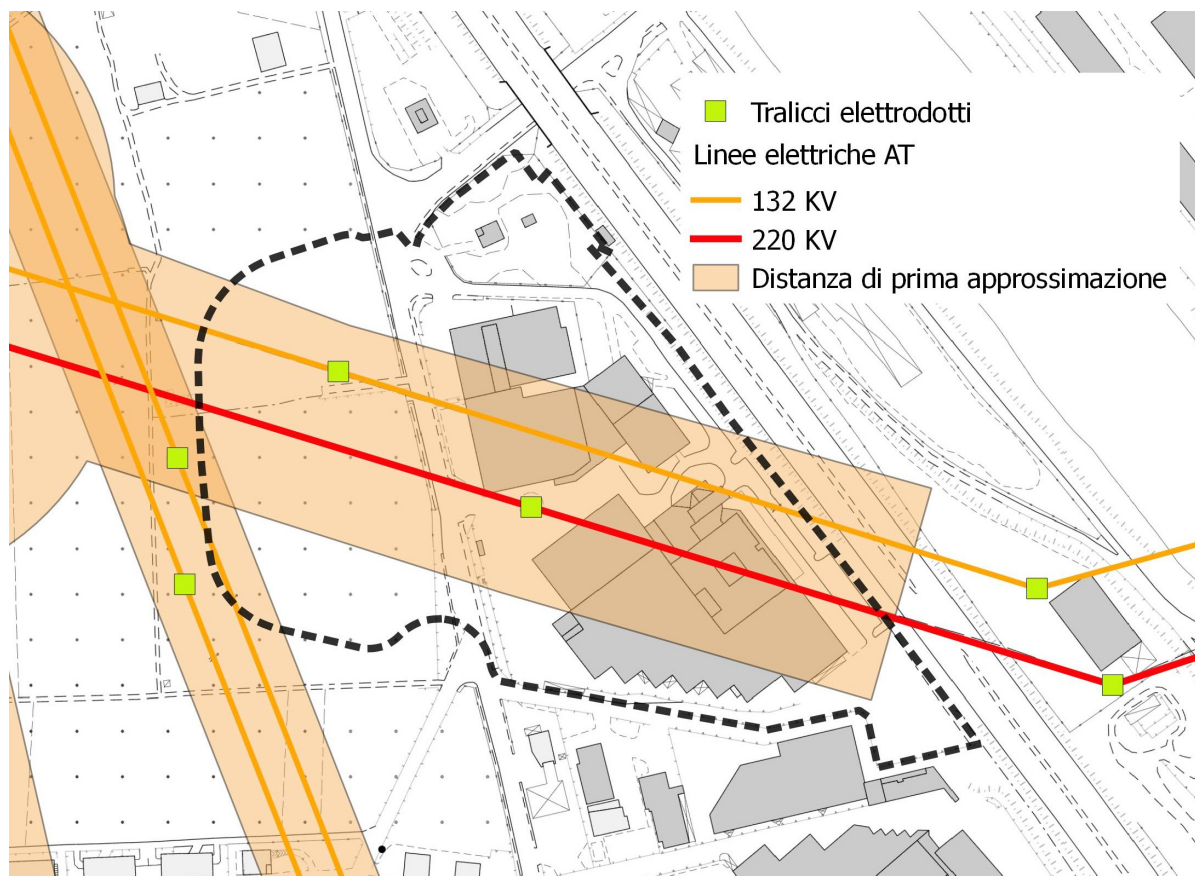 Tralicci elettrodotti
Linee elettriche AT
132 KV
220 KV
Distanza di prima approssimazione